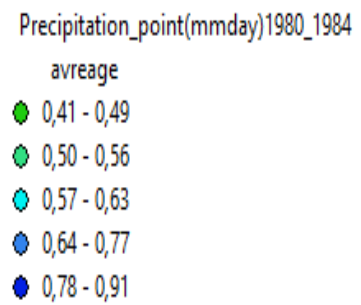 Precipitation_point(mmday)1980_1984
avreage
0,41 - 0,49
0,50 - 0,56
0,57 - 0,63
0,64 - 0,77
0,78 - 0,91